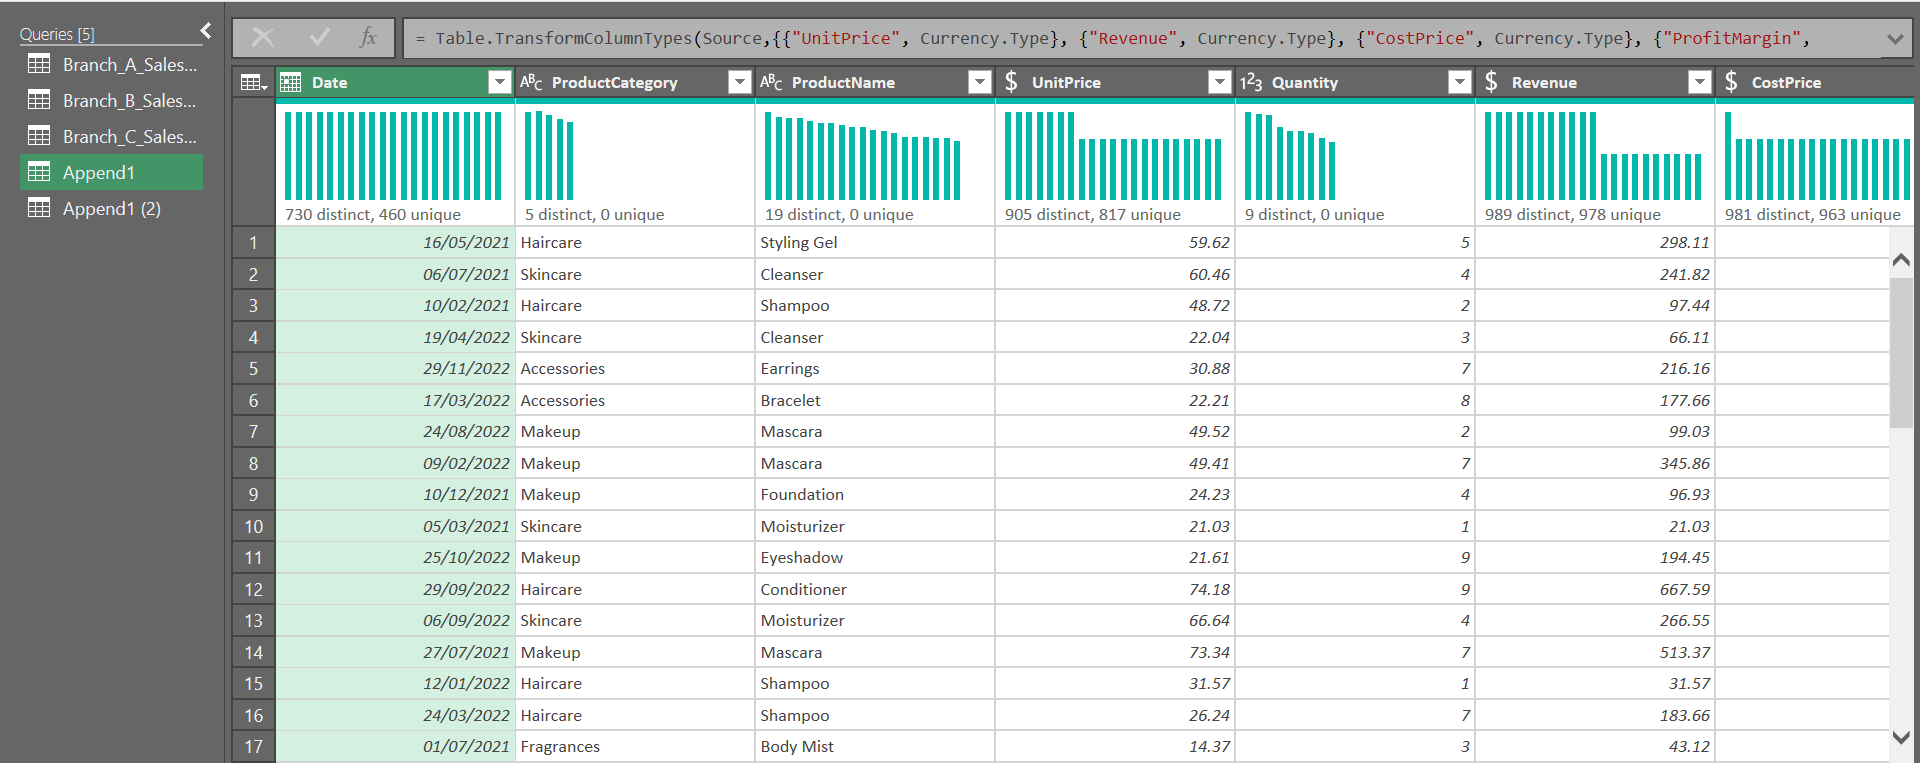 Queries [5]
Branch_A_Sales...
Branch_B_Sales...
Branch_C_Sales...
Append1
Append1 (2)
fx
= Table.TransformColumnTypes(Source,{{"UnitPrice", Currency.Type}, {"Revenue", Currency.Type}, {"CostPrice", Currency.Type}, {"ProfitMargin",
Date ABC ProductCategory ABC ProductName $ UnitPrice 123 Quantity $ Revenue $ CostPrice
730 distinct, 460 unique 5 distinct, 0 unique 19 distinct, 0 unique 905 distinct, 817 unique 9 distinct, 0 unique 989 distinct, 978 unique 981 distinct, 963 unique
1 16/05/2021 Haircare Styling Gel 59.62 5 298.11
2 06/07/2021 Skincare Cleanser 60.46 4 241.82
3 10/02/2021 Haircare Shampoo 48.72 2 97.44
4 19/04/2022 Skincare Cleanser 22.04 3 66.11
5 29/11/2022 Accessories Earrings 30.88 7 216.16
6 17/03/2022 Accessories Bracelet 22.21 8 177.66
7 24/08/2022 Makeup Mascara 49.52 2 99.03
8 09/02/2022 Makeup Mascara 49.41 7 345.86
9 10/12/2021 Makeup Foundation 24.23 4 96.93
10 05/03/2021 Skincare Moisturizer 21.03 1 21.03
11 25/10/2022 Makeup Eyeshadow 21.61 9 194.45
12 29/09/2022 Haircare Conditioner 74.18 9 667.59
13 06/09/2022 Skincare Moisturizer 66.64 4 266.55
14 27/07/2021 Makeup Mascara 73.34 7 513.37
15 12/01/2022 Haircare Shampoo 31.57 1 31.57
16 24/03/2022 Haircare Shampoo 26.24 7 183.66
17 01/07/2021 Fragrances Body Mist 14.37 3 43.12